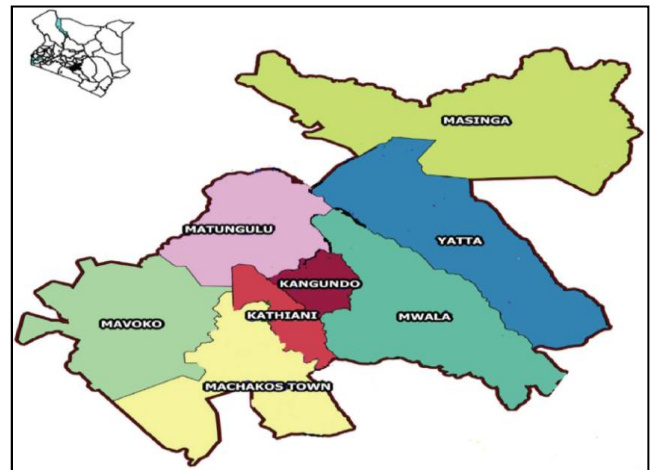 MASINGA
MATUNGULU
YATTA
KANGUNDO
KATHIANI
MWALA
MAVOKO
MACHAKOS TOWN